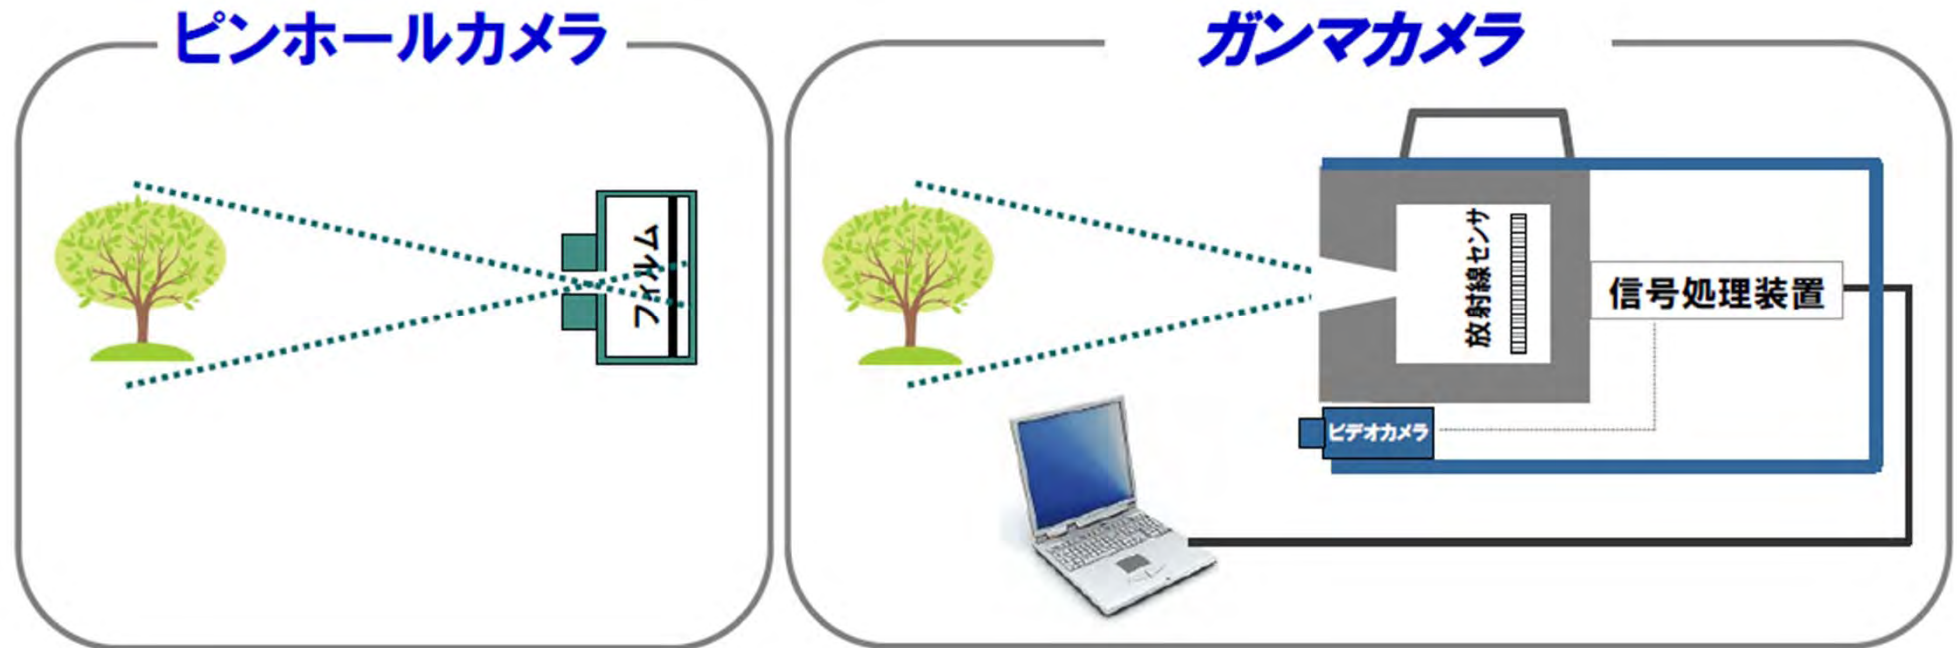 ピンホールカメラ
フィルム
ガンマカメラ
放射線センサ
信号処理装置
ビデオカメラ